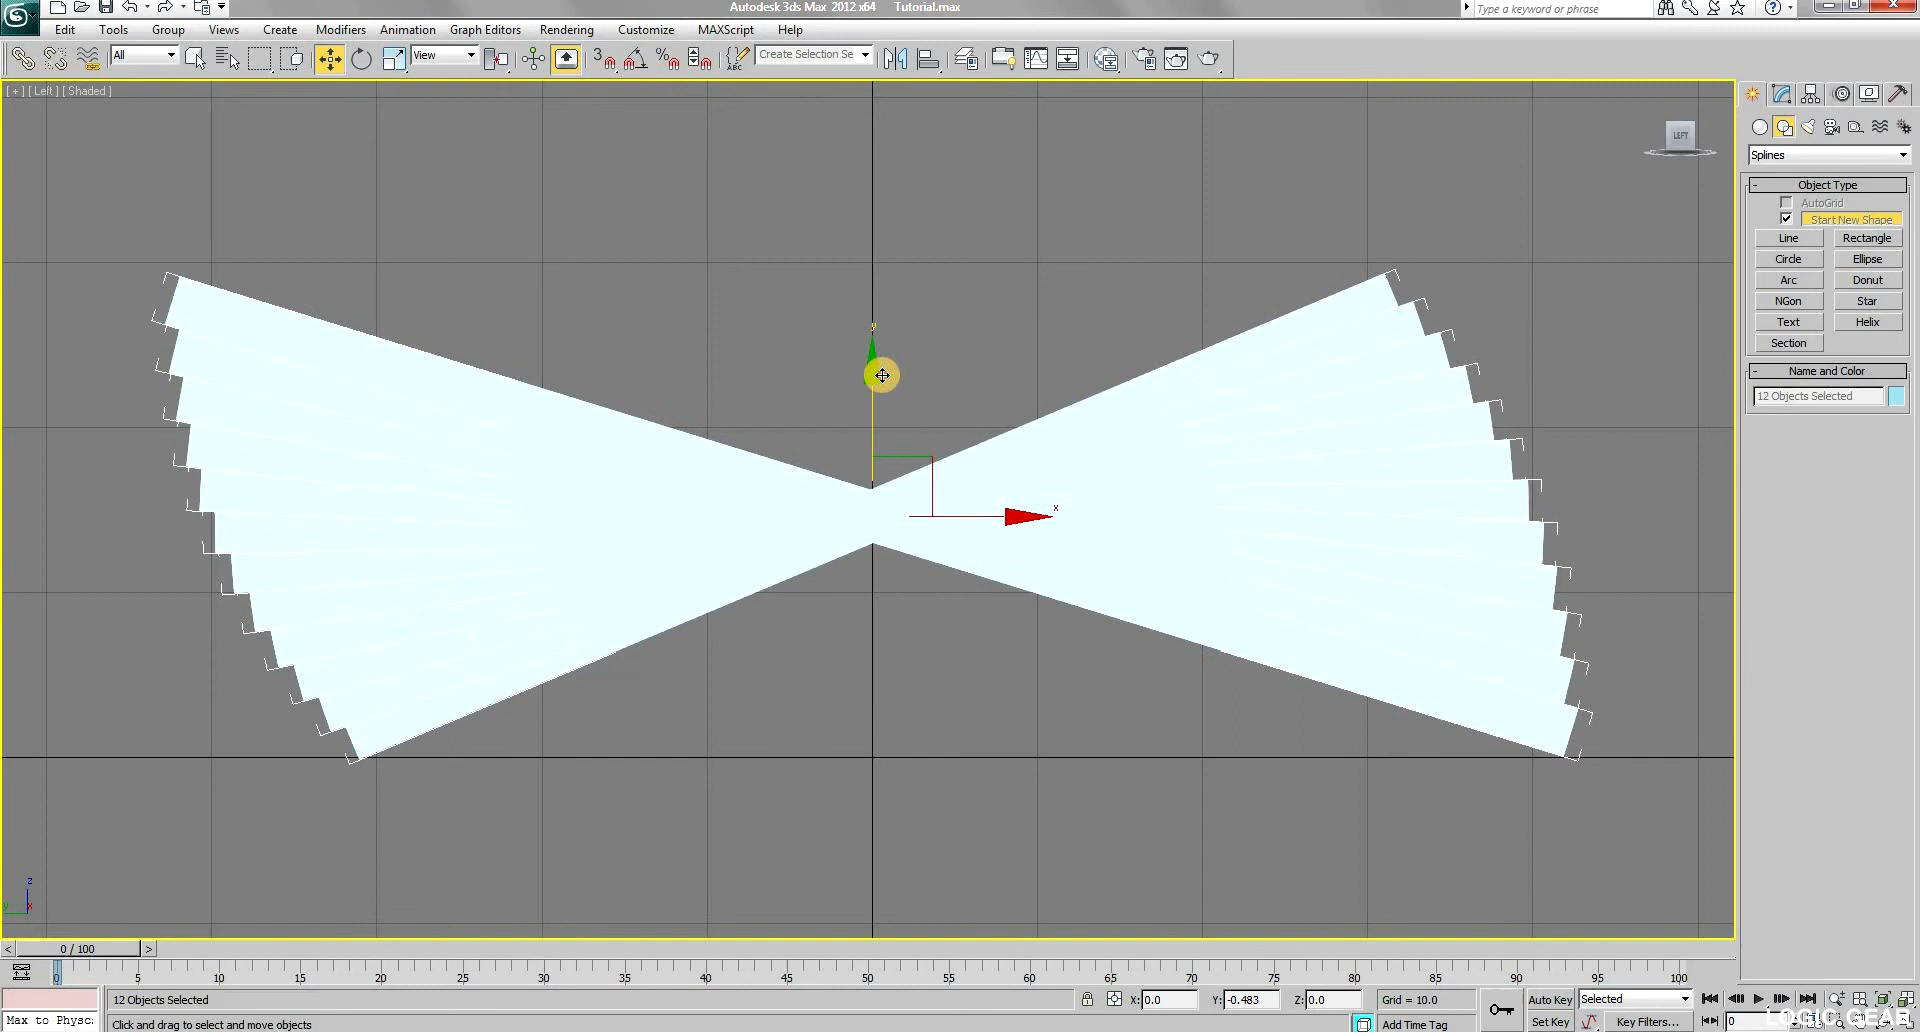 Autodesk 3ds Max 2012 x64 Tutorial.max
Type a keyword or phrase
Edit Tools Group Views Create Modifiers Animation Graph Editors Rendering Customize MAXScript Help
All View 3 ABC Create Selection Se
[ + ] [ Left ] [ Shaded ]
LEFT
Splines
- Object Type
AutoGrid
Start New Shape
Line Rectangle
Circle Ellipse
Arc Donut
NGon Star
Text Helix
Section
- Name and Color
12 Objects Selected
y
x
z
y x
< 0 / 100 >
0 5 10 15 20 25 30 35 40 45 50 55 60 65 70 75 80 85 90 95 100
12 Objects Selected X: 0.0 Y: -0.483 Z: 0.0 Grid = 10.0 Auto Key Selected
Max to Physc: Click and drag to select and move objects Add Time Tag Set Key Key Filters... 0
LOGIC GEAR